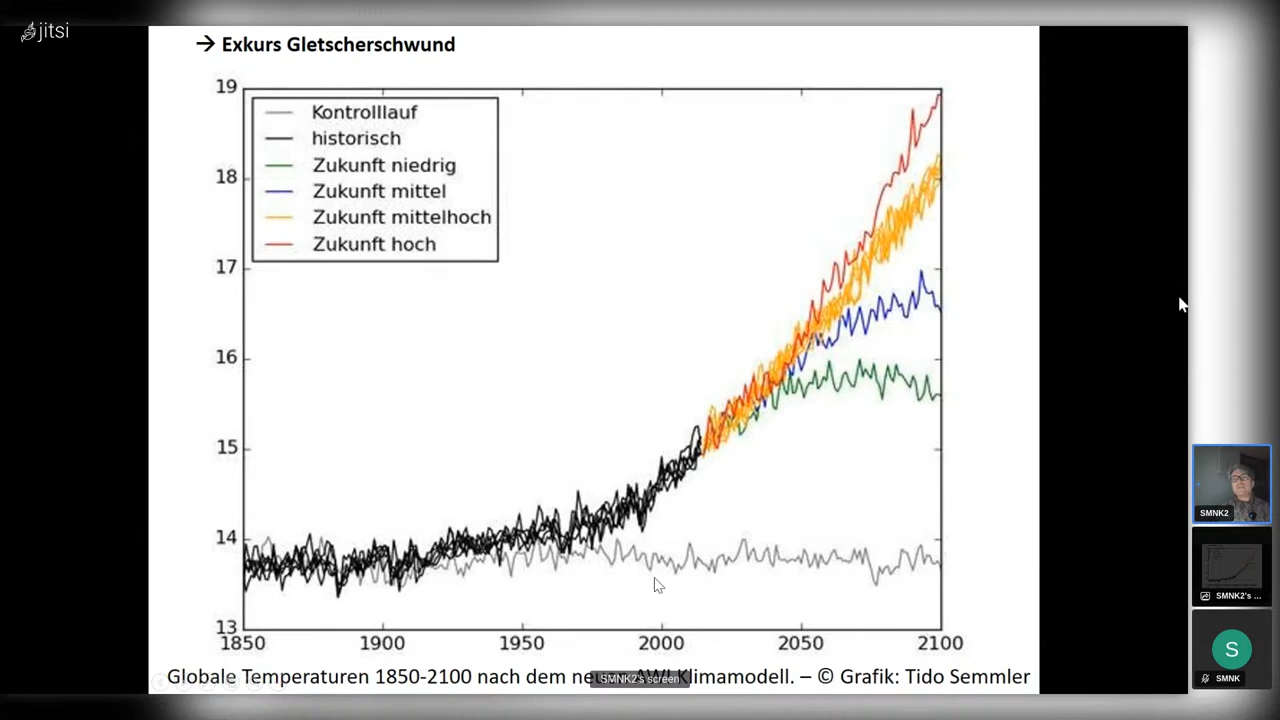 jitsi
→ Exkurs Gletscherschwund
19
18
17
16
15
14
13
Kontrolllauf
historisch
Zukunft niedrig
Zukunft mittel
Zukunft mittelhoch
Zukunft hoch
1850 1900 1950 2000 2050 2100
Globale Temperaturen 1850-2100 nach dem AWI Klimamodell. – © Grafik: Tido Semmler
SMNK2's screen
SMNK2
SMNK2's ...
S
SMNK